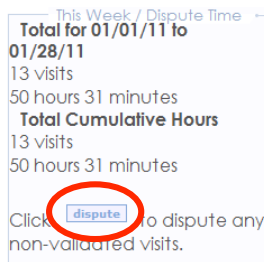 This Week / Dispute Time ←
Total for 01/01/11 to
01/28/11
13 visits
50 hours 31 minutes
Total Cumulative Hours
13 visits
50 hours 31 minutes
Click dispute to dispute any
non-validated visits.